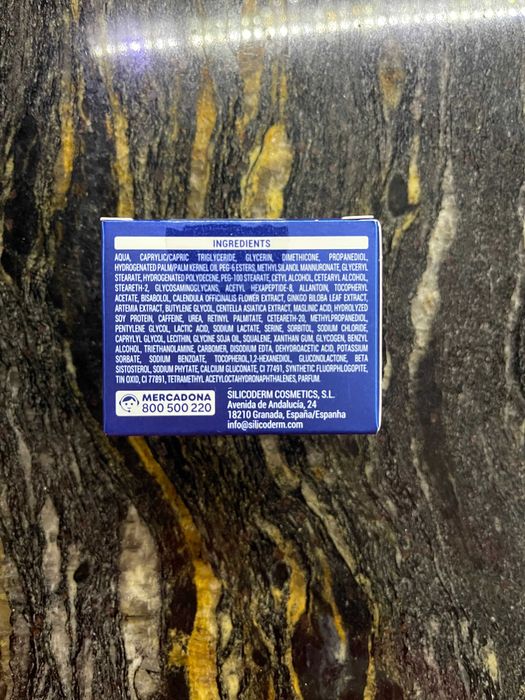 INGREDIENTS
AQUA, CAPRYLIC/CAPRIC TRIGLYCERIDE, GLYCERIN, DIMETHICONE, PROPANEDIOL,
HYDROGENATED PALM/PALM KERNEL OIL PEG-6 ESTERS, METHYLSILANOL MANNURONATE, GLYCERYL
STEARATE, HYDROGENATED POLYDECENE, PEG-100 STEARATE, CETYL ALCOHOL, CETEARYL ALCOHOL,
STEARETH-2, GLYCOSAMINOGLYCANS, ACETYL HEXAPEPTIDE-8, ALLANTOIN, TOCOPHERYL
ACETATE, BISABOLOL, CALENDULA OFFICINALIS FLOWER EXTRACT, GINKGO BILOBA LEAF EXTRACT,
ARTEMIA EXTRACT, BUTYLENE GLYCOL, CENTELLA ASIATICA EXTRACT, MASLINIC ACID, HYDROLYZED
SOY PROTEIN, CAFFEINE, UREA, RETINYL PALMITATE, CETEARETH-20, METHYLPROPANEDIOL,
PENTYLENE GLYCOL, LACTIC ACID, SODIUM LACTATE, SERINE, SORBITOL, SODIUM CHLORIDE,
CAPRYLYL GLYCOL, LECITHIN, GLYCINE SOJA OIL, SQUALENE, XANTHAN GUM, GLYCOGEN, BENZYL
ALCOHOL, TRIETHANOLAMINE, CARBOMER, DISODIUM EDTA, DEHYDROACETIC ACID, POTASSIUM
SORBATE, SODIUM BENZOATE, TOCOPHEROL,1,2-HEXANEDIOL, GLUCONOLACTONE, BETA
SISTOSTEROL, SODIUM PHYTATE, CALCIUM GLUCONATE, CI 77491, SYNTHETIC FLUORPHLOGOPITE,
TIN OXID, CI 77891, TETRAMETHYL ACETYLOCTAHYDRONAPHTHALENES, PARFUM.
MERCADONA
800 500 220
SILICODERM COSMETICS, S.L.
Avenida de Andalucía, 24
18210 Granada, España/Espanha
info@silicoderm.com